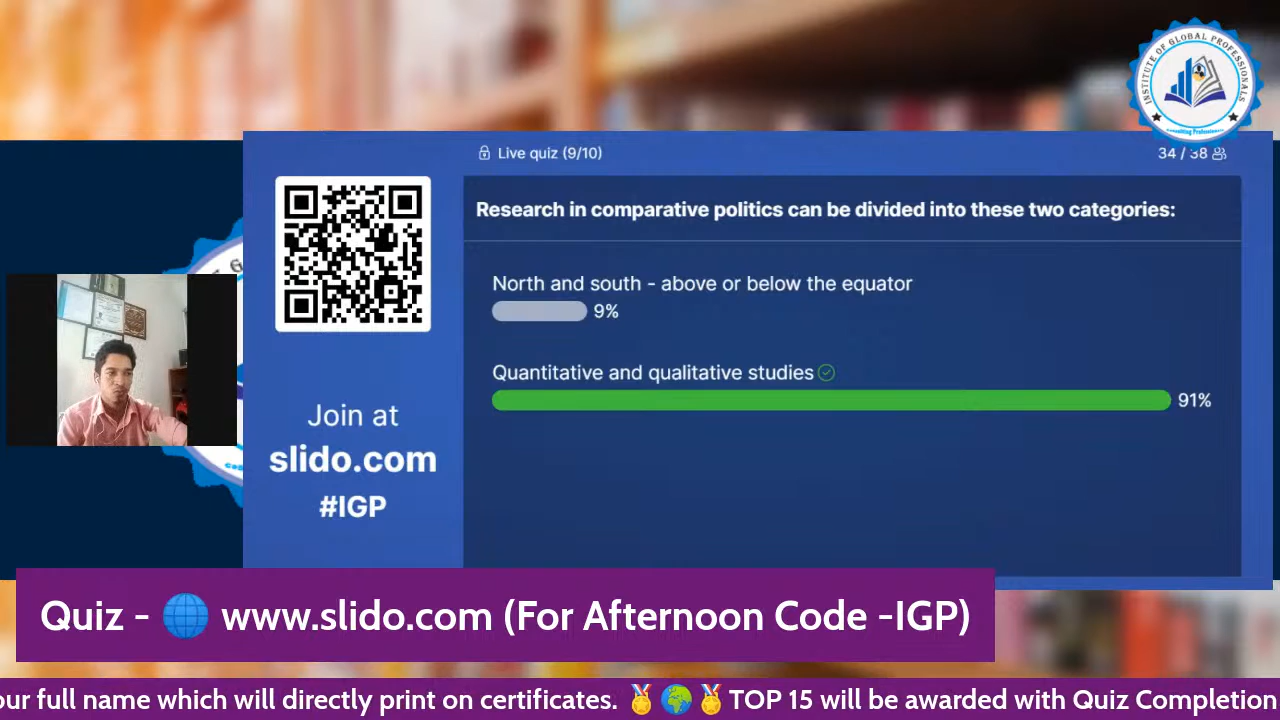 INSTITUTE OF GLOBAL PROFESSIONALS
Consulting Professionals
Live quiz (9/10)
34 / 38
Research in comparative politics can be divided into these two categories:
North and south - above or below the equator
9%
Quantitative and qualitative studies
91%
Join at
slido.com
#IGP
Quiz - 🌐 www.slido.com (For Afternoon Code -IGP)
our full name which will directly print on certificates. 🏅🌍🏅TOP 15 will be awarded with Quiz Completion